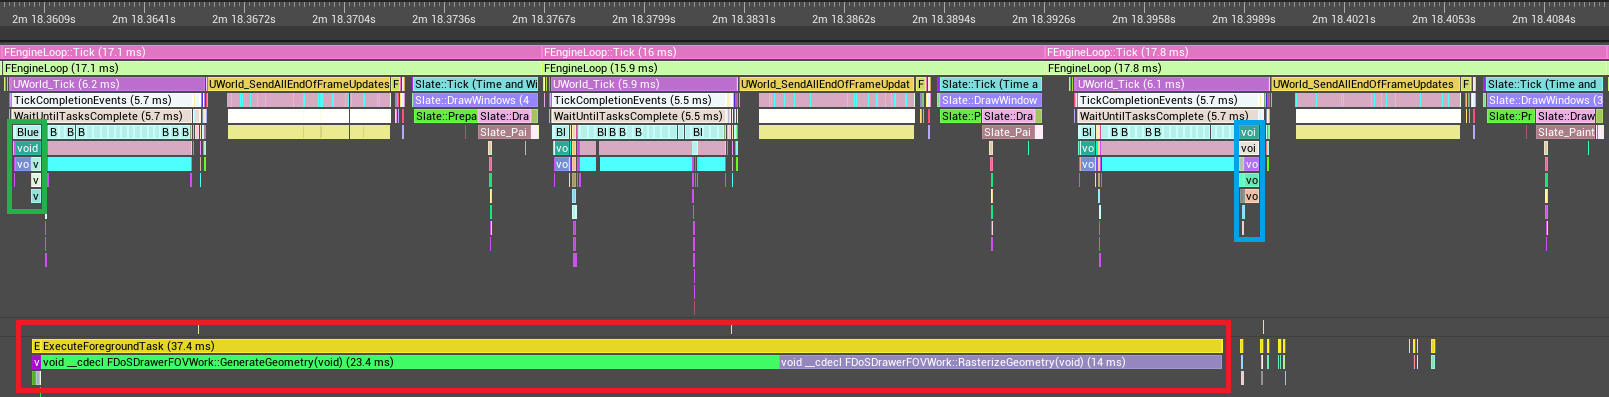 2m 18.3609s 2m 18.3641s 2m 18.3672s 2m 18.3704s 2m 18.3736s 2m 18.3767s 2m 18.3799s 2m 18.3831s 2m 18.3862s 2m 18.3894s 2m 18.3926s 2m 18.3958s 2m 18.3989s 2m 18.4021s 2m 18.4053s 2m 18.4084s
FEngineLoop::Tick (17.1 ms) FEngineLoop::Tick (16 ms) FEngineLoop::Tick (17.8 ms)
FEngineLoop (17.1 ms) FEngineLoop (15.9 ms) FEngineLoop (17.8 ms)
UWorld_Tick (6.2 ms) UWorld_SendAllEndOfFrameUpdates F Slate::Tick (Time and Wi UWorld_Tick (5.9 ms) UWorld_SendAllEndOfFrameUpdat F Slate::Tick (Time a UWorld_Tick (6.1 ms) UWorld_SendAllEndOfFrameUpdates F Slate::Tick (Time and
TickCompletionEvents (5.7 ms) Slate::DrawWindows (4 TickCompletionEvents (5.5 ms) Slate::DrawWindow TickCompletionEvents (5.7 ms) Slate::DrawWindows (3
WaitUntilTasksComplete (5.7 ms) Slate::Prepa Slate::Dra WaitUntilTasksComplete (5.5 ms) Slate::P Slate::Dra WaitUntilTasksComplete (5.7 ms) Slate::Pr Slate::Draw
Blue B B B B B B Slate_Pai Bl Bl B B B Bl Slate_Pai Bl B B B B voi Slate_Paint
void vo vo voi
vo v vo vo vo
v vo
v vo
E ExecuteForegroundTask (37.4 ms)
v void __cdecl FDoSDrawerFOVWork::GenerateGeometry(void) (23.4 ms) void __cdecl FDoSDrawerFOVWork::RasterizeGeometry(void) (14 ms)